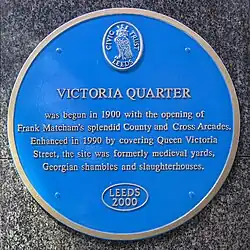 CIVIC TRUST
LEEDS
VICTORIA QUARTER
was begun in 1900 with the opening of
Frank Matcham's splendid County and Cross Arcades.
Enhanced in 1990 by covering Queen Victoria
Street, the site was formerly medieval yards,
Georgian shambles and slaughterhouses.
LEEDS
2000